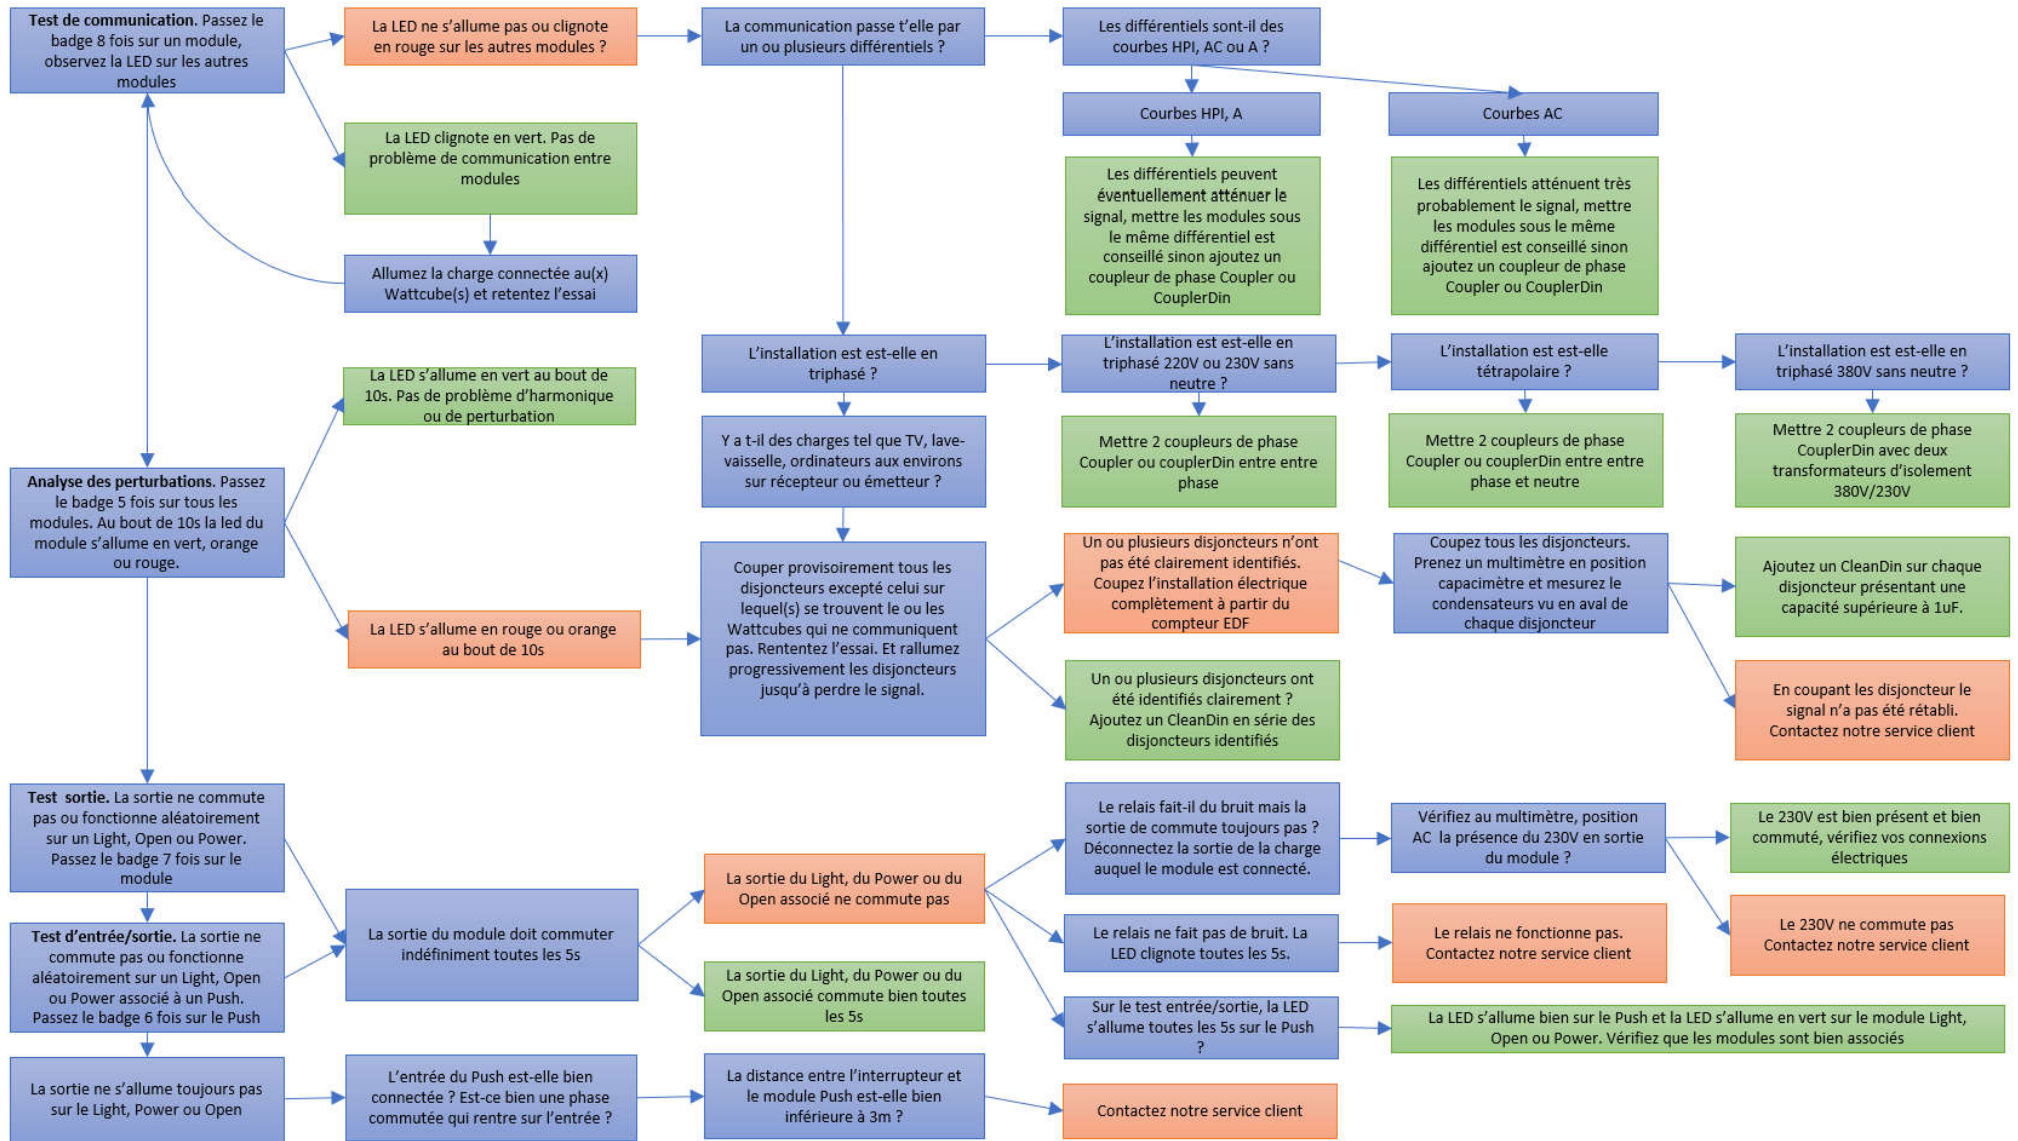 Test de communication. Passez le
badge 8 fois sur un module,
observez la LED sur les autres
modules
La LED ne s’allume pas ou clignote
en rouge sur les autres modules ?
La communication passe t’elle par
un ou plusieurs différentiels ?
Les différentiels sont-il des
courbes HPI, AC ou A ?
Courbes HPI, A
Courbes AC
La LED clignote en vert. Pas de
problème de communication entre
modules
Les différentiels peuvent
éventuellement atténuer le
signal, mettre les modules sous
le même différentiel est
conseillé sinon ajoutez un
coupleur de phase Coupler ou
CouplerDin
Les différentiels atténuent très
probablement le signal, mettre
les modules sous le même
différentiel est conseillé sinon
ajoutez un coupleur de phase
Coupler ou CouplerDin
Allumez la charge connectée au(x)
Wattcube(s) et retentez l’essai
L’installation est est-elle en
triphasé ?
L’installation est est-elle en
triphasé 220V ou 230V sans
neutre ?
L’installation est est-elle
tétrapolaire ?
L’installation est est-elle en
triphasé 380V sans neutre ?
La LED s’allume en vert au bout de
10s. Pas de problème d’harmonique
ou de perturbation
Y a t-il des charges tel que TV, lave-
vaisselle, ordinateurs aux environs
sur récepteur ou émetteur ?
Mettre 2 coupleurs de phase
Coupler ou couplerDin entre entre
phase
Mettre 2 coupleurs de phase
Coupler ou couplerDin entre entre
phase et neutre
Mettre 2 coupleurs de phase
CouplerDin avec deux
transformateurs d’isolement
380V/230V
Analyse des perturbations. Passez
le badge 5 fois sur tous les
modules. Au bout de 10s la led du
module s’allume en vert, orange
ou rouge.
La LED s’allume en rouge ou orange
au bout de 10s
Couper provisoirement tous les
disjoncteurs excepté celui sur
lequel(s) se trouvent le ou les
Wattcubes qui ne communiquent
pas. Rententez l’essai. Et rallumez
progressivement les disjoncteurs
jusqu’à perdre le signal.
Un ou plusieurs disjoncteurs n’ont
pas été clairement identifiés.
Coupez l’installation électrique
complètement à partir du
compteur EDF
Coupez tous les disjoncteurs.
Prenez un multimètre en position
capacimètre et mesurez le
condensateurs vu en aval de
chaque disjoncteur
Ajoutez un CleanDin sur chaque
disjoncteur présentant une
capacité supérieure à 1uF.
Un ou plusieurs disjoncteurs ont
été identifiés clairement ?
Ajoutez un CleanDin en série des
disjoncteurs identifiés
En coupant les disjoncteur le
signal n’a pas été rétabli.
Contactez notre service client
Test  sortie. La sortie ne commute
pas ou fonctionne aléatoirement
sur un Light, Open ou Power.
Passez le badge 7 fois sur le
module
Test d’entrée/sortie. La sortie ne
commute pas ou fonctionne
aléatoirement sur un Light, Open
ou Power associé à un Push.
Passez le badge 6 fois sur le Push
La sortie du module doit commuter
indéfiniment toutes les 5s
La sortie du Light, du Power ou du
Open associé ne commute pas
La sortie du Light, du Power ou du
Open associé commute bien toutes
les 5s
Le relais fait-il du bruit mais la
sortie de commute toujours pas ?
Déconnectez la sortie de la charge
auquel le module est connecté.
Vérifiez au multimètre, position
AC  la présence du 230V en sortie
du module ?
Le 230V est bien présent et bien
commuté, vérifiez vos connexions
électriques
Le 230V ne commute pas
Contactez notre service client
Le relais ne fait pas de bruit. La
LED clignote toutes les 5s.
Le relais ne fonctionne pas.
Contactez notre service client
Sur le test entrée/sortie, la LED
s’allume toutes les 5s sur le Push
?
La LED s’allume bien sur le Push et la LED s’allume en vert sur le module Light,
Open ou Power. Vérifiez que les modules sont bien associés
La sortie ne s’allume toujours pas
sur le Light, Power ou Open
L’entrée du Push est-elle bien
connectée ? Est-ce bien une phase
commutée qui rentre sur l’entrée ?
La distance entre l’interrupteur et
le module Push est-elle bien
inférieure à 3m ?
Contactez notre service client